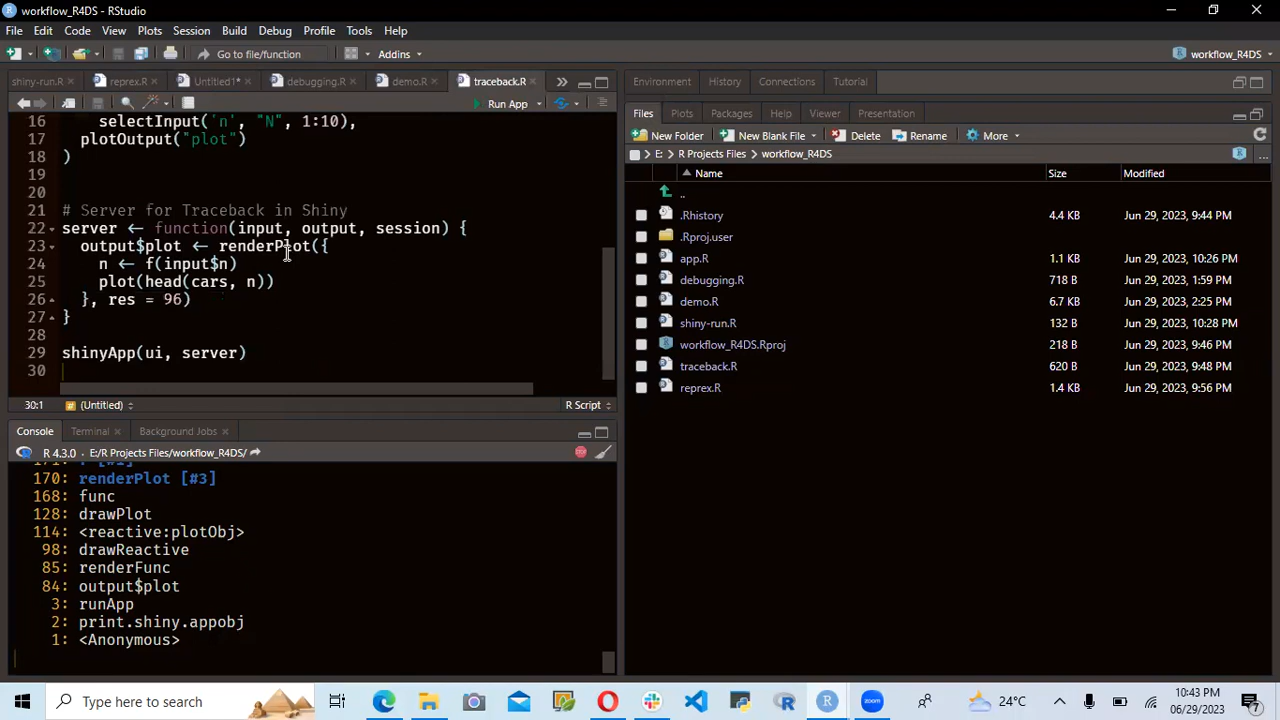 workflow_R4DS - RStudio
File Edit Code View Plots Session Build Debug Profile Tools Help
Go to file/function Addins workflow_R4DS
shiny-run.R reprex.R Untitled1* debugging.R demo.R traceback.R
Run App
16 selectInput('n', "N", 1:10),
17 plotOutput("plot")
18 )
19
20
21 # Server for Traceback in Shiny
22 server ← function(input, output, session) {
23 output$plot ← renderPlot({
24 n ← f(input$n)
25 plot(head(cars, n))
26 }, res = 96)
27 }
28
29 shinyApp(ui, server)
30
30:1 (Untitled) R Script
Console Terminal Background Jobs
R 4.3.0 · E:/R Projects Files/workflow_R4DS/
170: renderPlot [#3]
168: func
128: drawPlot
114: <reactive:plotObj>
98: drawReactive
85: renderFunc
84: output$plot
3: runApp
2: print.shiny.appobj
1: <Anonymous>
Environment History Connections Tutorial
Files Plots Packages Help Viewer Presentation
New Folder New Blank File Delete Rename More
E: R Projects Files workflow_R4DS ...
Name Size Modified
..
.Rhistory 4.4 KB Jun 29, 2023, 9:44 PM
.Rproj.user
app.R 1.1 KB Jun 29, 2023, 10:26 PM
debugging.R 718 B Jun 29, 2023, 1:59 PM
demo.R 6.7 KB Jun 29, 2023, 2:25 PM
shiny-run.R 132 B Jun 29, 2023, 10:28 PM
workflow_R4DS.Rproj 218 B Jun 29, 2023, 9:46 PM
traceback.R 620 B Jun 29, 2023, 9:48 PM
reprex.R 1.4 KB Jun 29, 2023, 9:56 PM
Type here to search
zoom
24°C
10:43 PM
06/29/2023
7